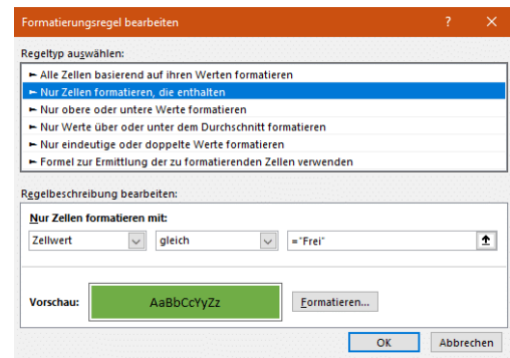 Formatierungsregel bearbeiten ? ×
Regeltyp auswählen:
► Alle Zellen basierend auf ihren Werten formatieren
► Nur Zellen formatieren, die enthalten
► Nur obere oder untere Werte formatieren
► Nur Werte über oder unter dem Durchschnitt formatieren
► Nur eindeutige oder doppelte Werte formatieren
► Formel zur Ermittlung der zu formatierenden Zellen verwenden
Regelbeschreibung bearbeiten:
Nur Zellen formatieren mit:
Zellwert gleich ="Frei"
Vorschau: AaBbCcYyZz Formatieren...
OK Abbrechen